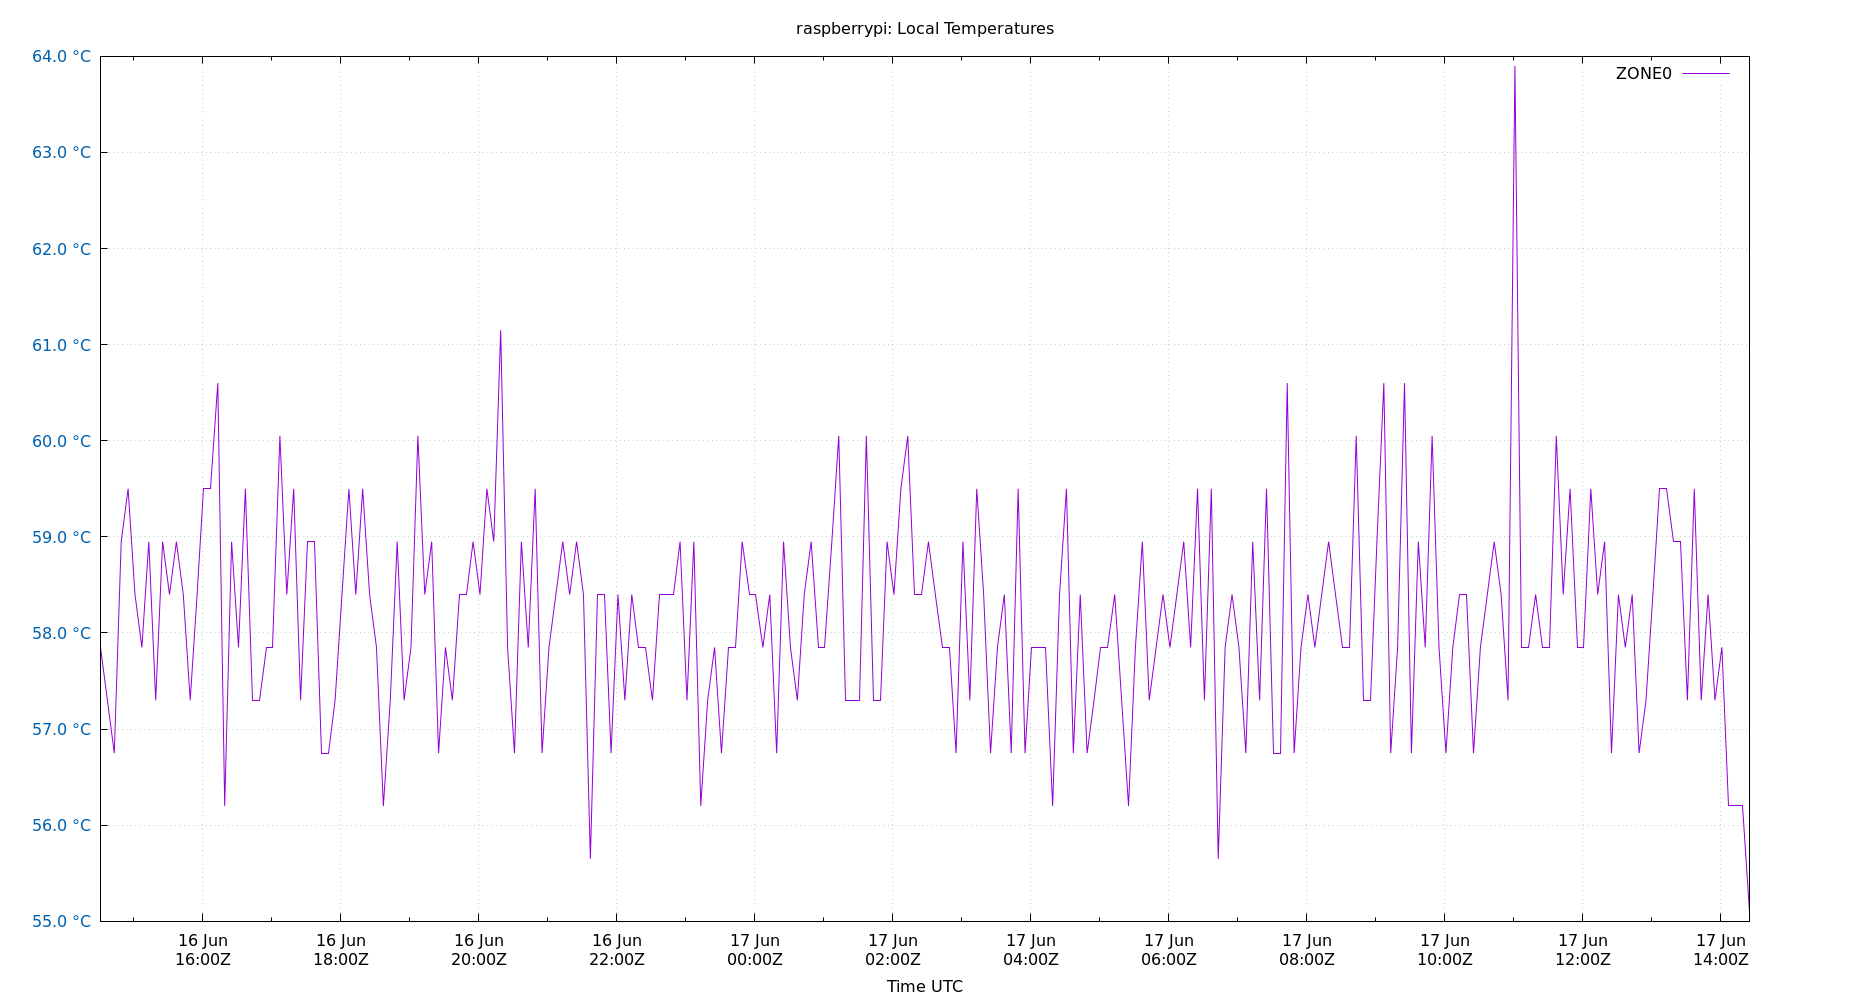 raspberrypi: Local Temperatures
64.0 °C
ZONE0
63.0 °C
62.0 °C
61.0 °C
60.0 °C
59.0 °C
58.0 °C
57.0 °C
56.0 °C
55.0 °C
16 Jun 16 Jun 16 Jun 16 Jun 17 Jun 17 Jun 17 Jun 17 Jun 17 Jun 17 Jun 17 Jun 17 Jun
16:00Z 18:00Z 20:00Z 22:00Z 00:00Z 02:00Z 04:00Z 06:00Z 08:00Z 10:00Z 12:00Z 14:00Z
Time UTC